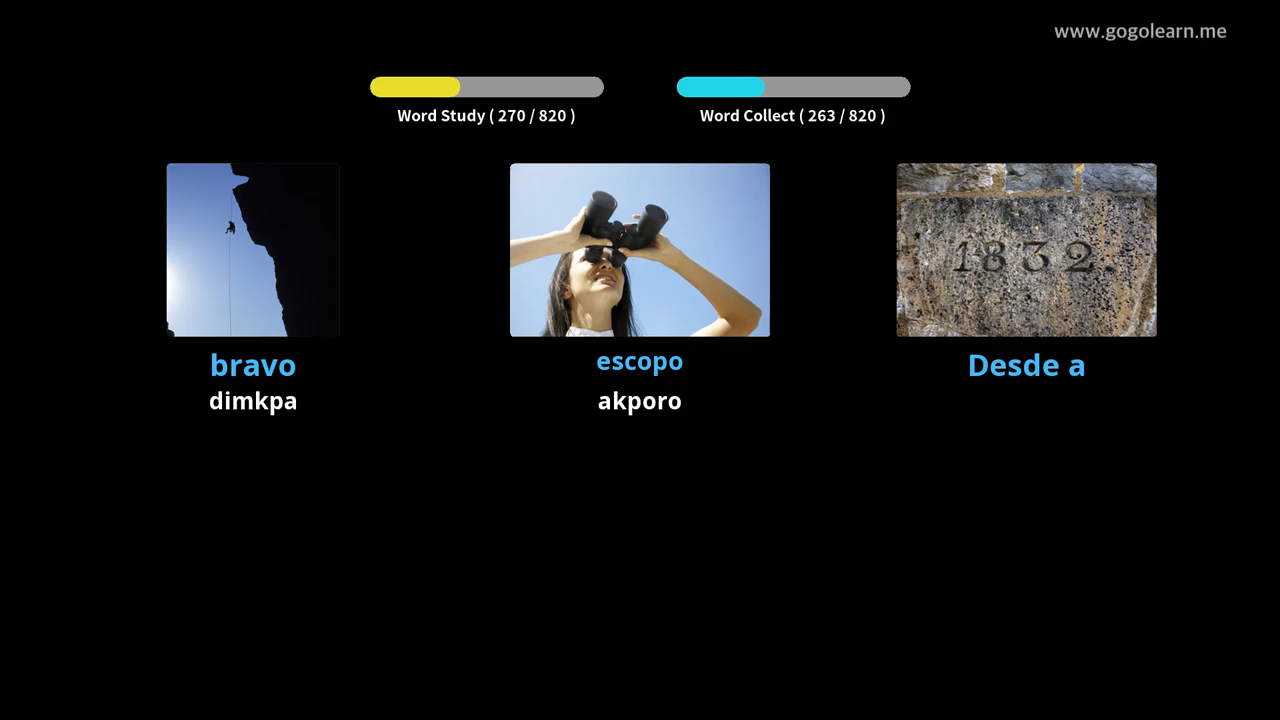 www.gogolearn.me
Word Study ( 270 / 820 )
Word Collect ( 263 / 820 )
1832.
bravo
dimkpa
escopo
akporo
Desde a